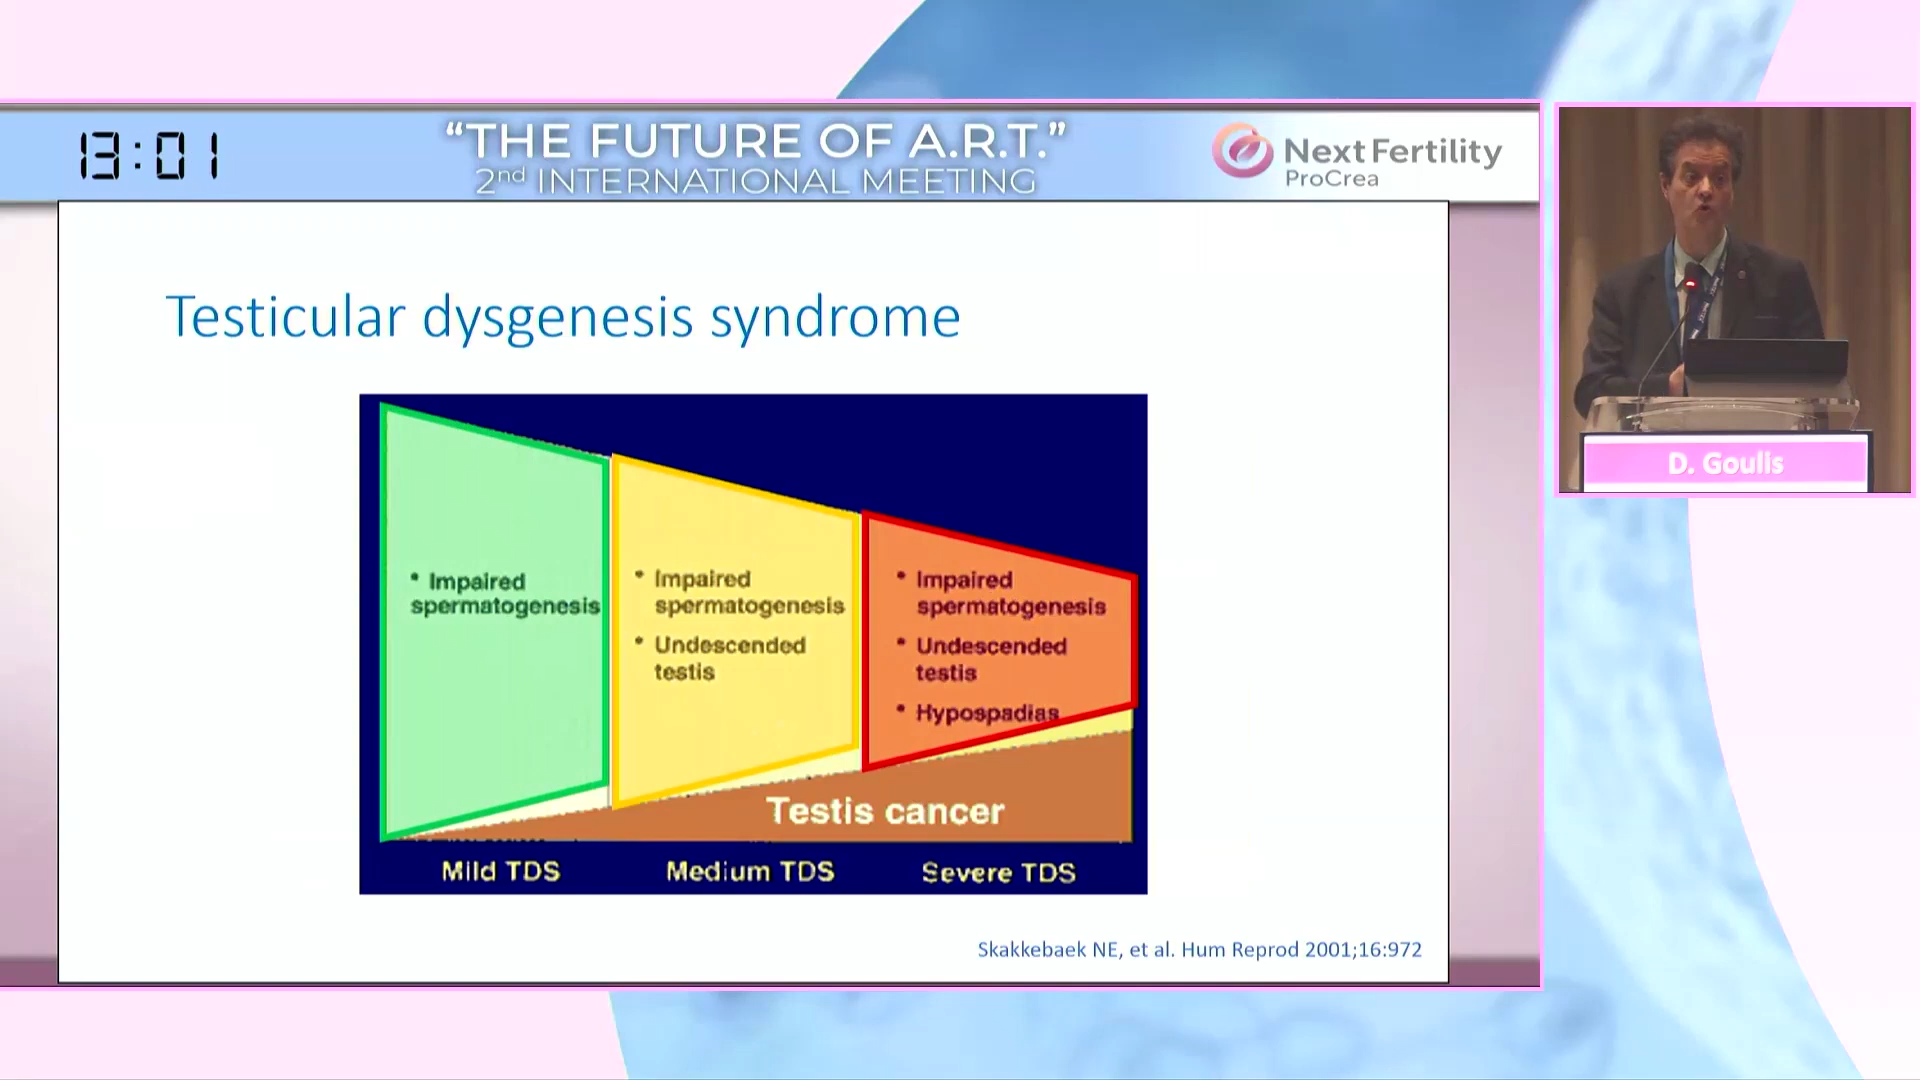 13:01
“THE FUTURE OF A.R.T.”
2nd INTERNATIONAL MEETING
Next Fertility
ProCrea
Testicular dysgenesis syndrome
• Impaired
spermatogenesis
• Impaired
spermatogenesis
• Undescended
testis
• Impaired
spermatogenesis
• Undescended
testis
• Hypospadias
Testis cancer
Mild TDS
Medium TDS
Severe TDS
Skakkebaek NE, et al. Hum Reprod 2001;16:972
D. Goulis